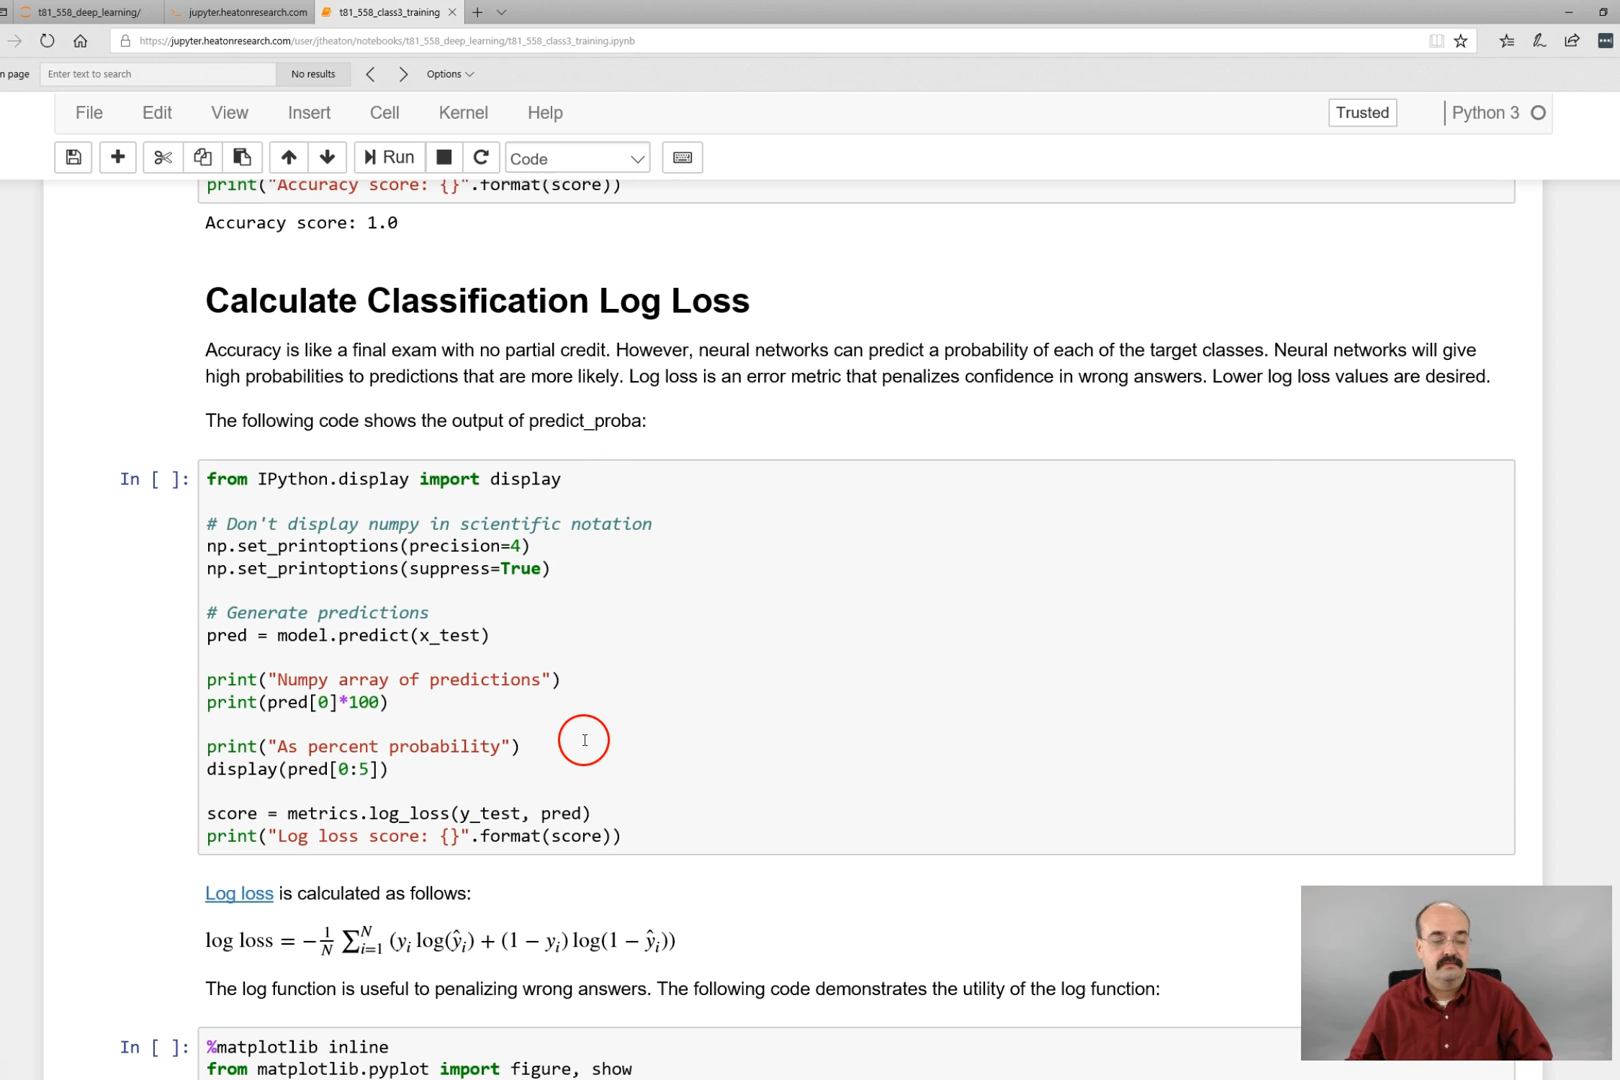 t81_558_deep_learning/
jupyter.heatonresearch.com
t81_558_class3_training
https://jupyter.heatonresearch.com/user/jtheaton/notebooks/t81_558_deep_learning/t81_558_class3_training.ipynb
n page
Enter text to search
No results
Options
File Edit View Insert Cell Kernel Help
Trusted
Python 3
Run
Code
print("Accuracy score: {}".format(score))
Accuracy score: 1.0
Calculate Classification Log Loss
Accuracy is like a final exam with no partial credit. However, neural networks can predict a probability of each of the target classes. Neural networks will give
high probabilities to predictions that are more likely. Log loss is an error metric that penalizes confidence in wrong answers. Lower log loss values are desired.
The following code shows the output of predict_proba:
In [ ]: from IPython.display import display
# Don't display numpy in scientific notation
np.set_printoptions(precision=4)
np.set_printoptions(suppress=True)
# Generate predictions
pred = model.predict(x_test)
print("Numpy array of predictions")
print(pred[0]*100)
print("As percent probability")
display(pred[0:5])
score = metrics.log_loss(y_test, pred)
print("Log loss score: {}".format(score))
Log loss is calculated as follows:
log loss = −1/N ∑ᵢ₌₁ᴺ (yᵢ log(ŷᵢ) + (1 − yᵢ) log(1 − ŷᵢ))
The log function is useful to penalizing wrong answers. The following code demonstrates the utility of the log function:
In [ ]: %matplotlib inline
from matplotlib.pyplot import figure, show